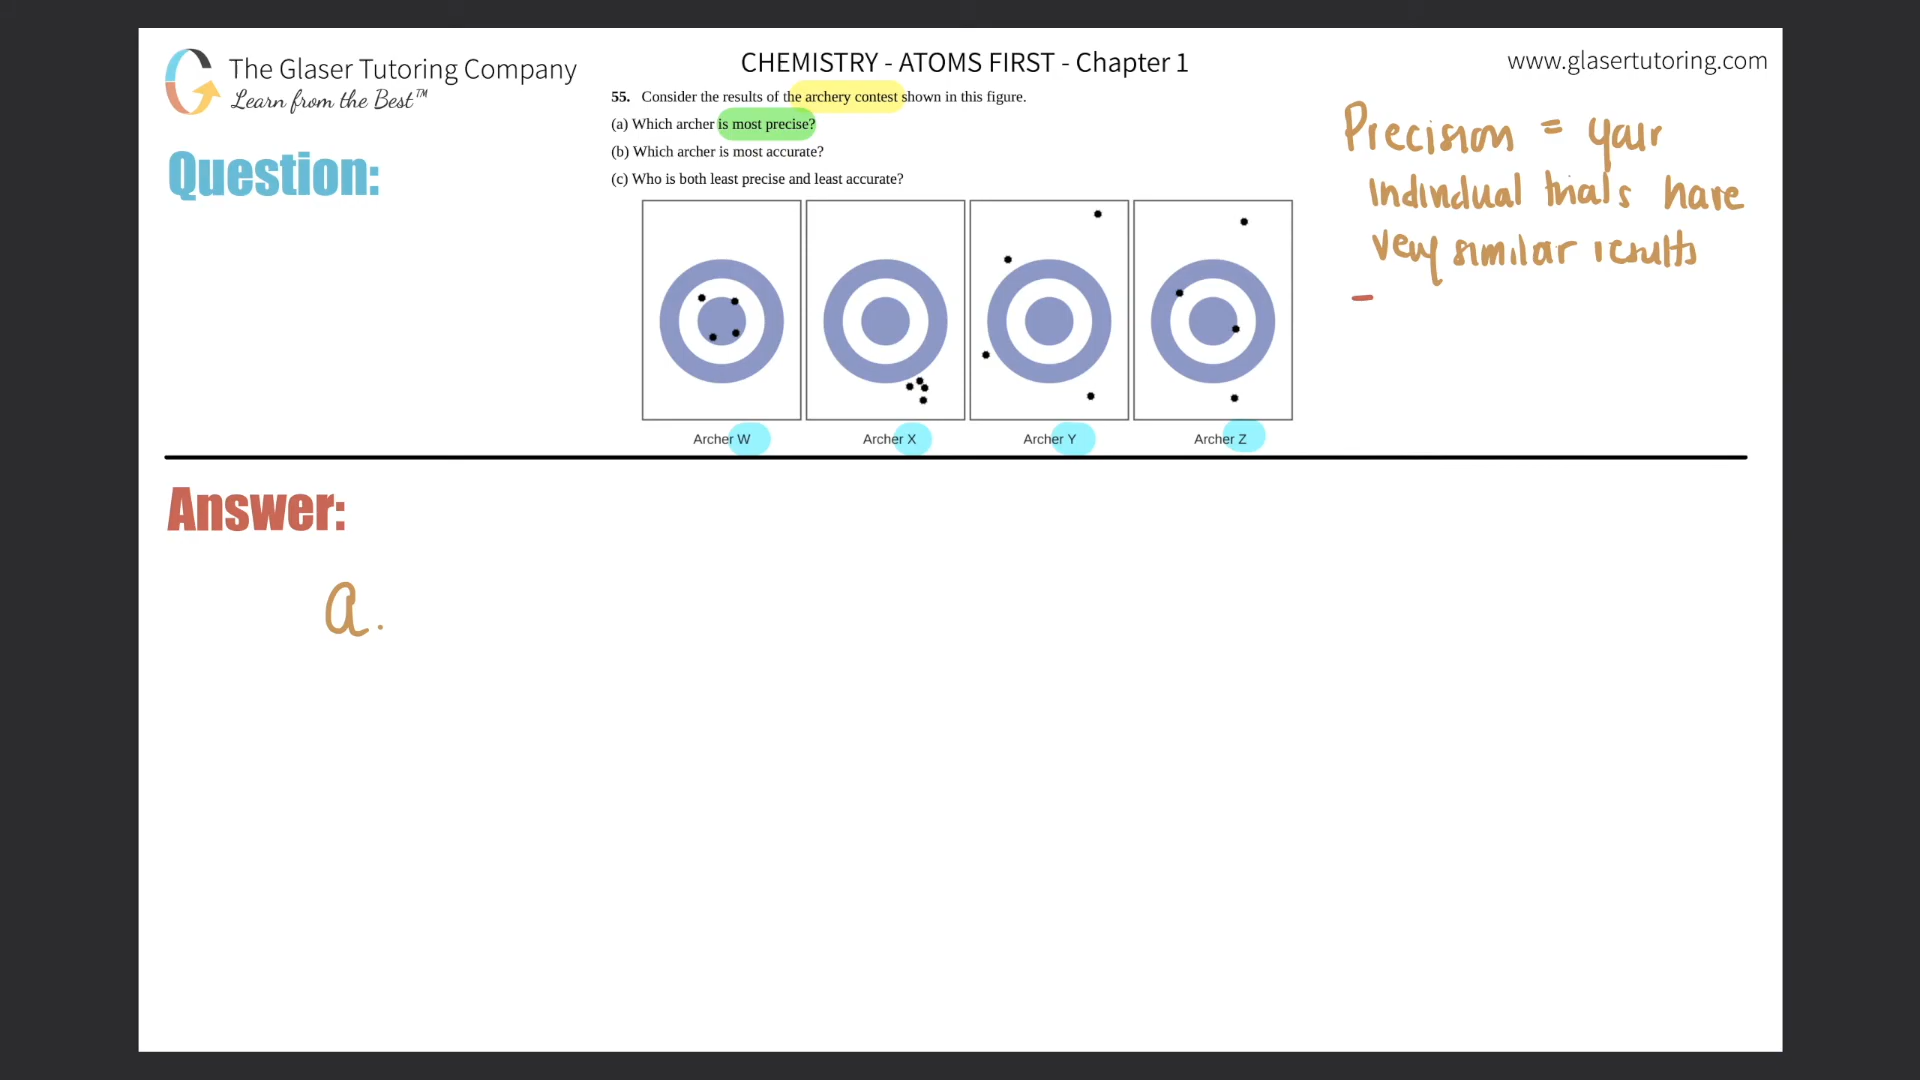 The Glaser Tutoring Company
Learn from the Best™
CHEMISTRY - ATOMS FIRST - Chapter 1
www.glasertutoring.com
Question:
55. Consider the results of the archery contest shown in this figure.
(a) Which archer is most precise?
(b) Which archer is most accurate?
(c) Who is both least precise and least accurate?
Precision = your
individual trials have
very similar results
Archer W
Archer X
Archer Y
Archer Z
Answer:
a.